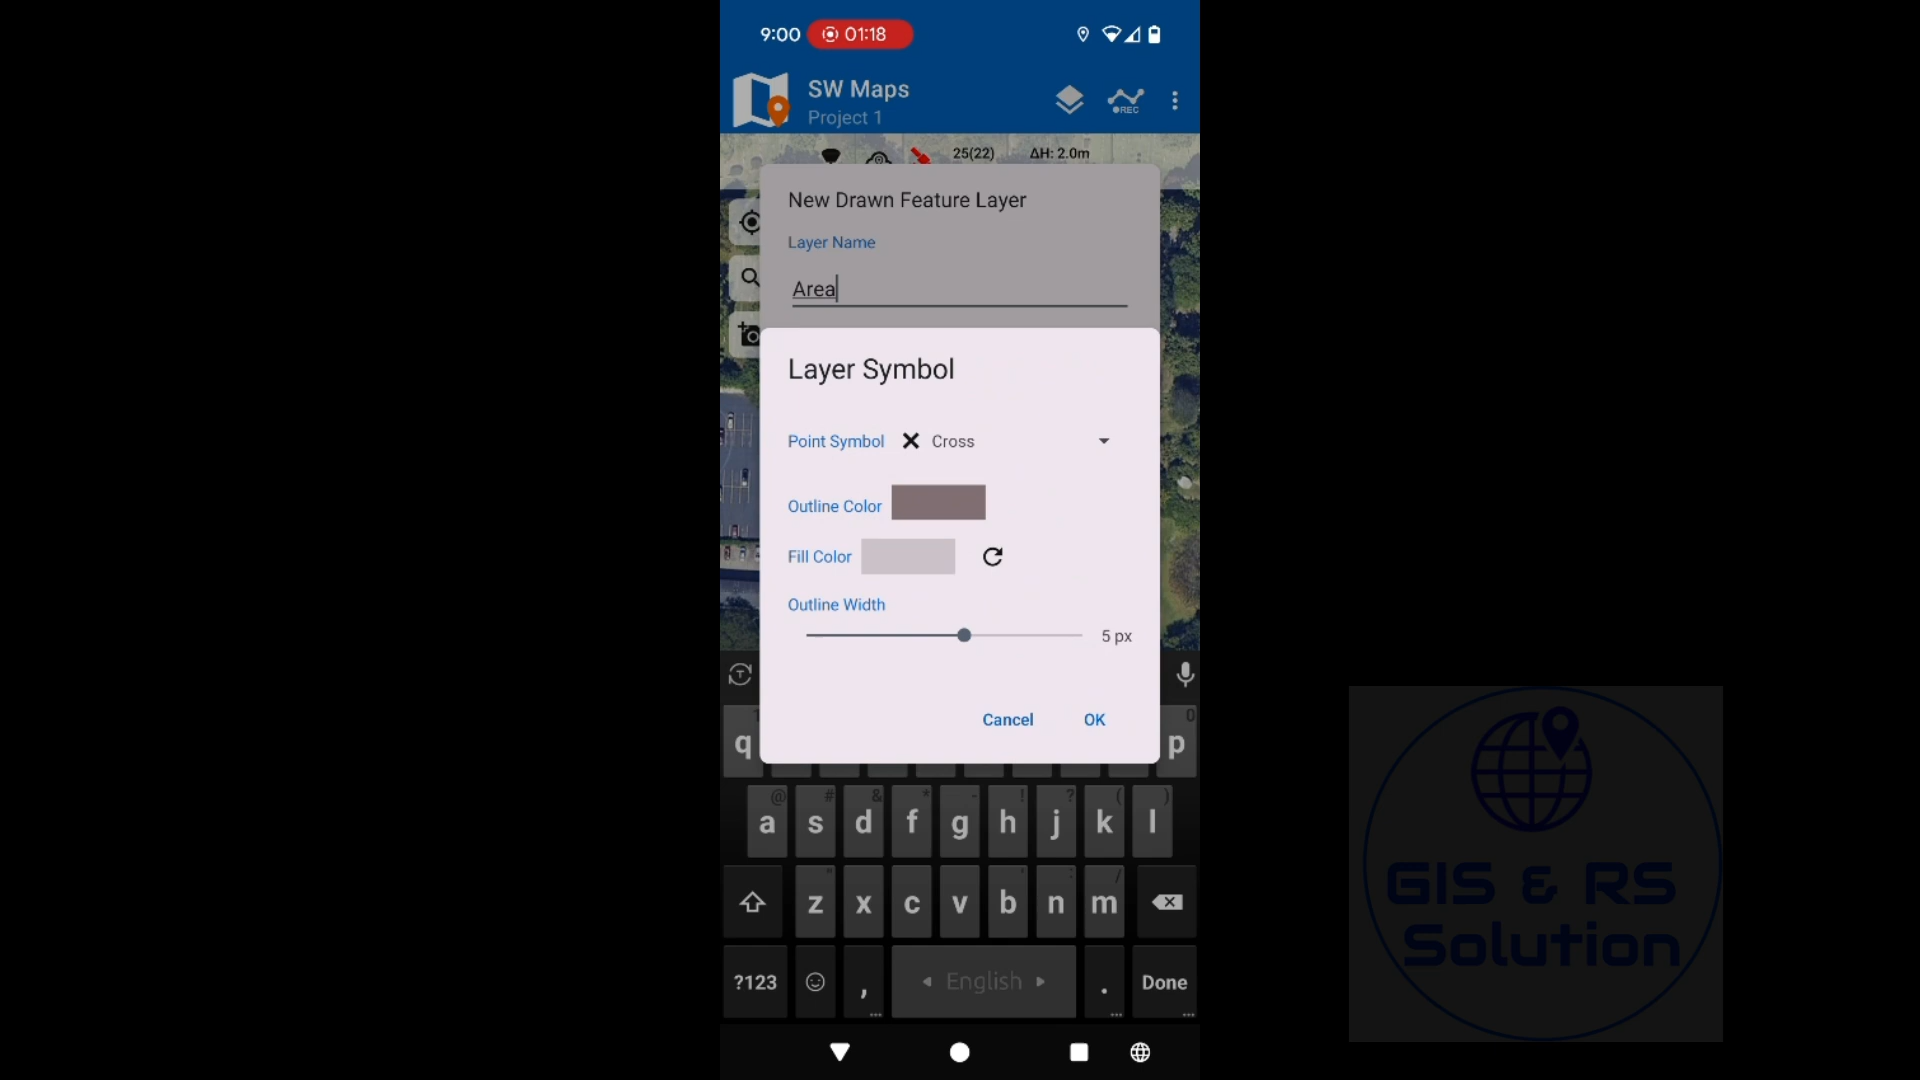 9:00 01:18
SW Maps
Project 1
REC
25(22) ΔH: 2.0m
New Drawn Feature Layer
Layer Name
Area
Layer Symbol
Point Symbol Cross
Outline Color
Fill Color
Outline Width
5 px
Cancel OK
q p 0
@ # & * - ! ? ( )
a s d f g h j k l
z x c v b n m
?123 , English . Done
GIS & RS
Solution